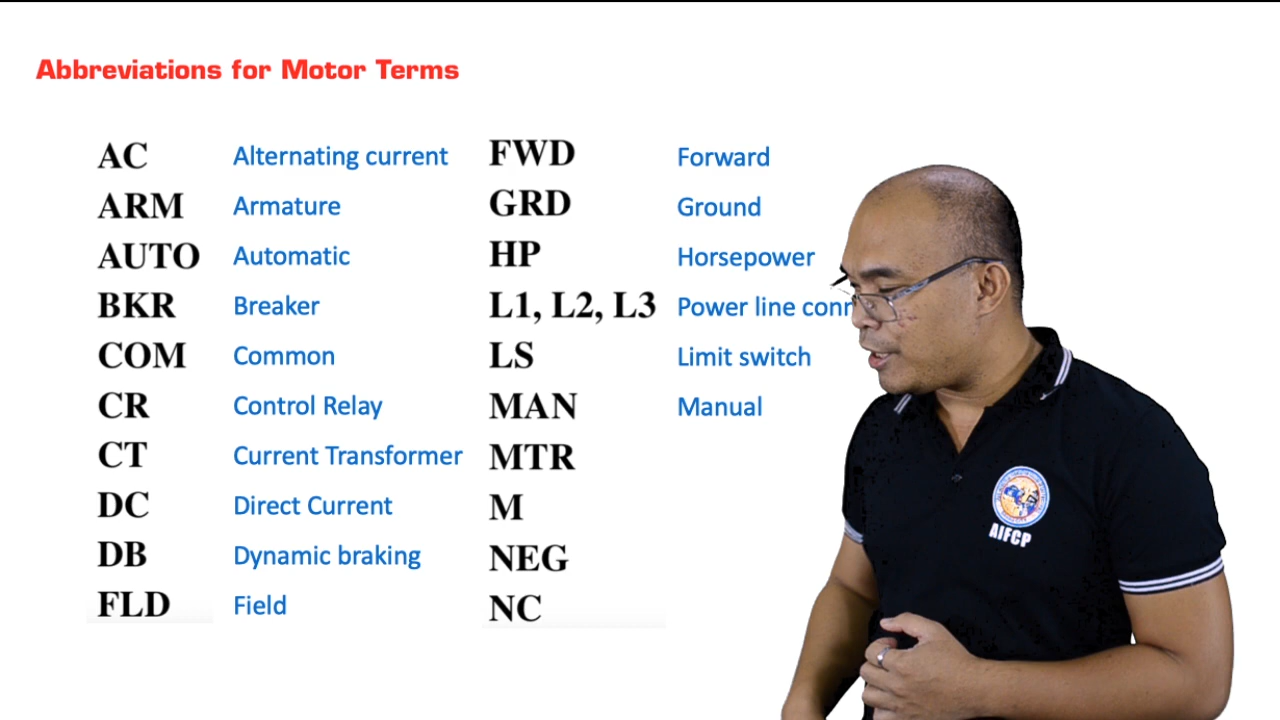 Abbreviations for Motor Terms
AC Alternating current
ARM Armature
AUTO Automatic
BKR Breaker
COM Common
CR Control Relay
CT Current Transformer
DC Direct Current
DB Dynamic braking
FLD Field
FWD Forward
GRD Ground
HP Horsepower
L1, L2, L3 Power line
LS Limit switch
MAN Manual
MTR
M
NEG
NC
AIFCP